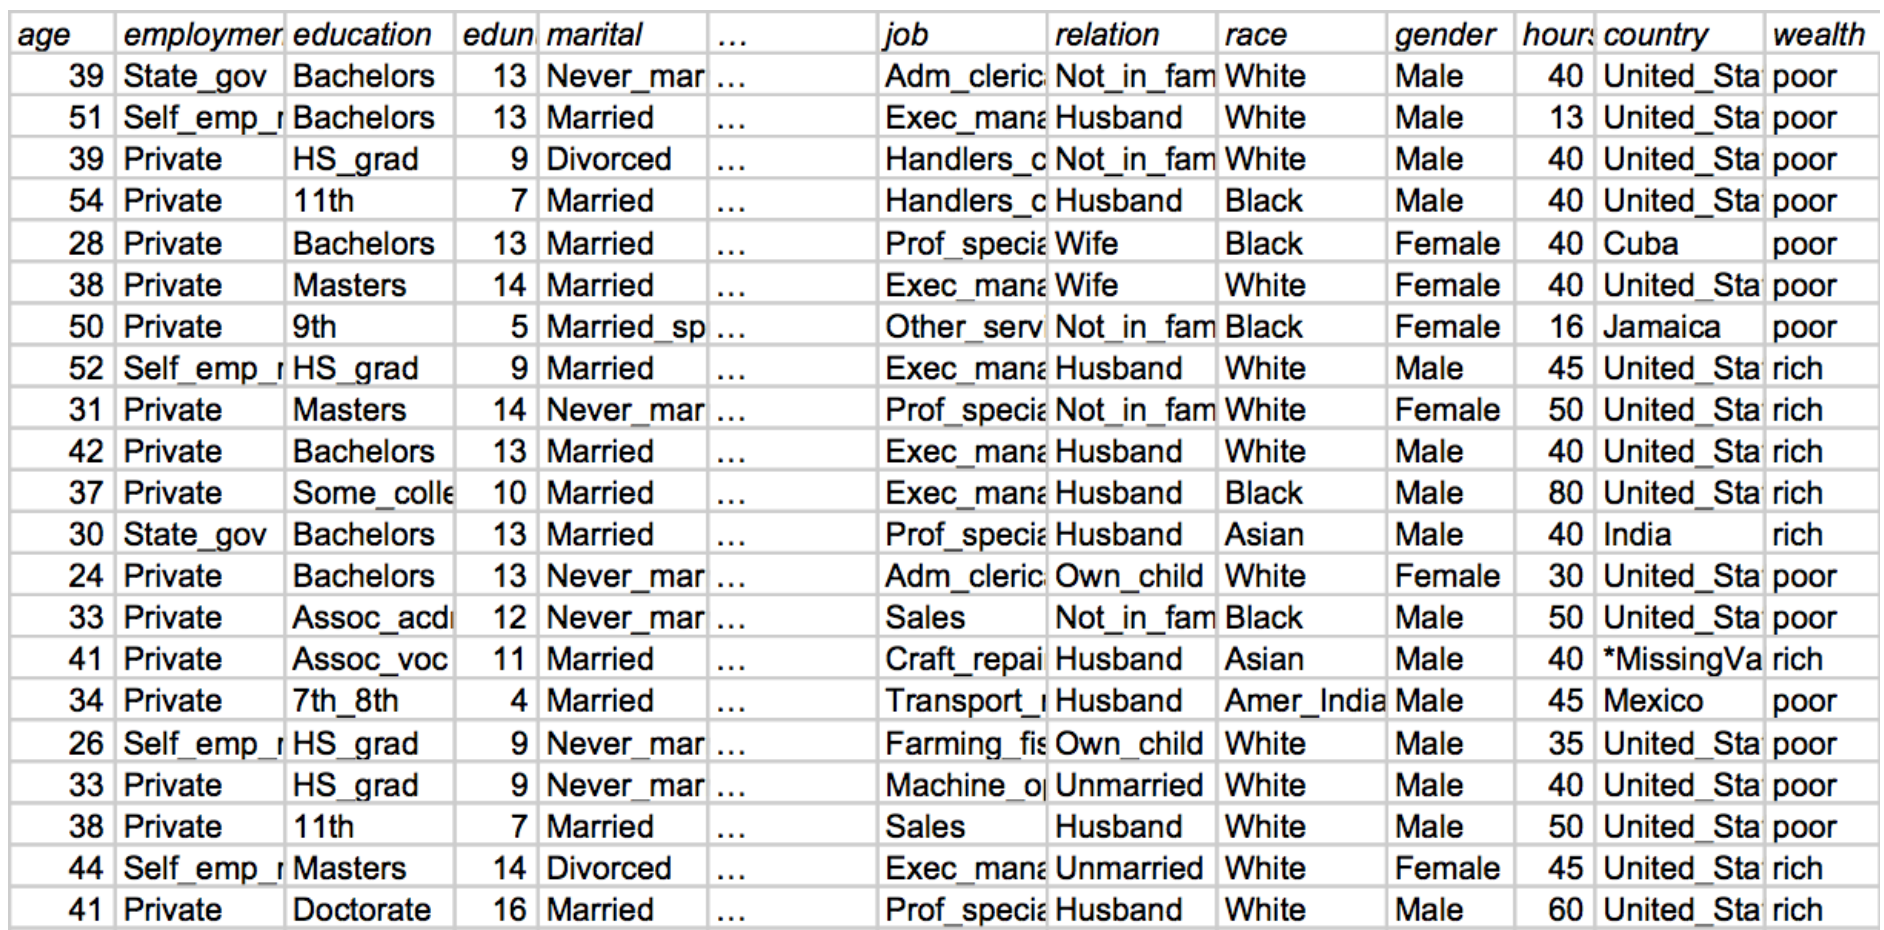 age employmen education edun marital ... job relation race gender hours country wealth
39 State_gov Bachelors 13 Never_mar ... Adm_cleric Not_in_fam White Male 40 United_Sta poor
51 Self_emp_r Bachelors 13 Married ... Exec_mana Husband White Male 13 United_Sta poor
39 Private HS_grad 9 Divorced ... Handlers_c Not_in_fam White Male 40 United_Sta poor
54 Private 11th 7 Married ... Handlers_c Husband Black Male 40 United_Sta poor
28 Private Bachelors 13 Married ... Prof_specia Wife Black Female 40 Cuba poor
38 Private Masters 14 Married ... Exec_mana Wife White Female 40 United_Sta poor
50 Private 9th 5 Married_sp ... Other_serv Not_in_fam Black Female 16 Jamaica poor
52 Self_emp_r HS_grad 9 Married ... Exec_mana Husband White Male 45 United_Sta rich
31 Private Masters 14 Never_mar ... Prof_specia Not_in_fam White Female 50 United_Sta rich
42 Private Bachelors 13 Married ... Exec_mana Husband White Male 40 United_Sta rich
37 Private Some_colle 10 Married ... Exec_mana Husband Black Male 80 United_Sta rich
30 State_gov Bachelors 13 Married ... Prof_specia Husband Asian Male 40 India rich
24 Private Bachelors 13 Never_mar ... Adm_cleric Own_child White Female 30 United_Sta poor
33 Private Assoc_acd 12 Never_mar ... Sales Not_in_fam Black Male 50 United_Sta poor
41 Private Assoc_voc 11 Married ... Craft_repai Husband Asian Male 40 *MissingVa rich
34 Private 7th_8th 4 Married ... Transport_r Husband Amer_India Male 45 Mexico poor
26 Self_emp_r HS_grad 9 Never_mar ... Farming_fis Own_child White Male 35 United_Sta poor
33 Private HS_grad 9 Never_mar ... Machine_o Unmarried White Male 40 United_Sta poor
38 Private 11th 7 Married ... Sales Husband White Male 50 United_Sta poor
44 Self_emp_r Masters 14 Divorced ... Exec_mana Unmarried White Female 45 United_Sta rich
41 Private Doctorate 16 Married ... Prof_specia Husband White Male 60 United_Sta rich